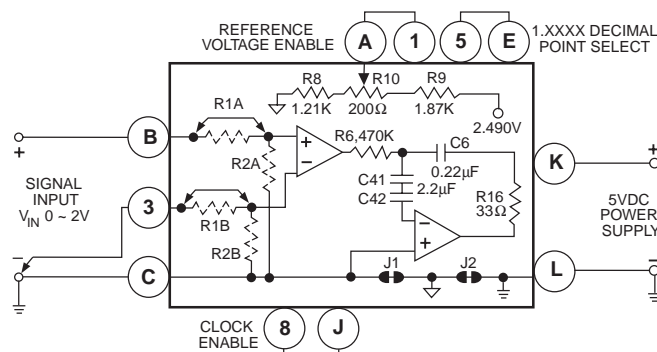 REFERENCE
VOLTAGE ENABLE
A
1
5
E
1.XXXX DECIMAL
POINT SELECT
R8
R10
R9
1.21K
200Ω
1.87K
2.490V
R1A
B
+
R2A
+
−
R6,470K
C6
0.22µF
C41
2.2µF
C42
R16
33Ω
K
+
SIGNAL
INPUT
VIN 0 ~ 2V
3
R1B
R2B
−
+
5VDC
POWER
SUPPLY
−
C
J1
J2
L
−
CLOCK
ENABLE
8
J